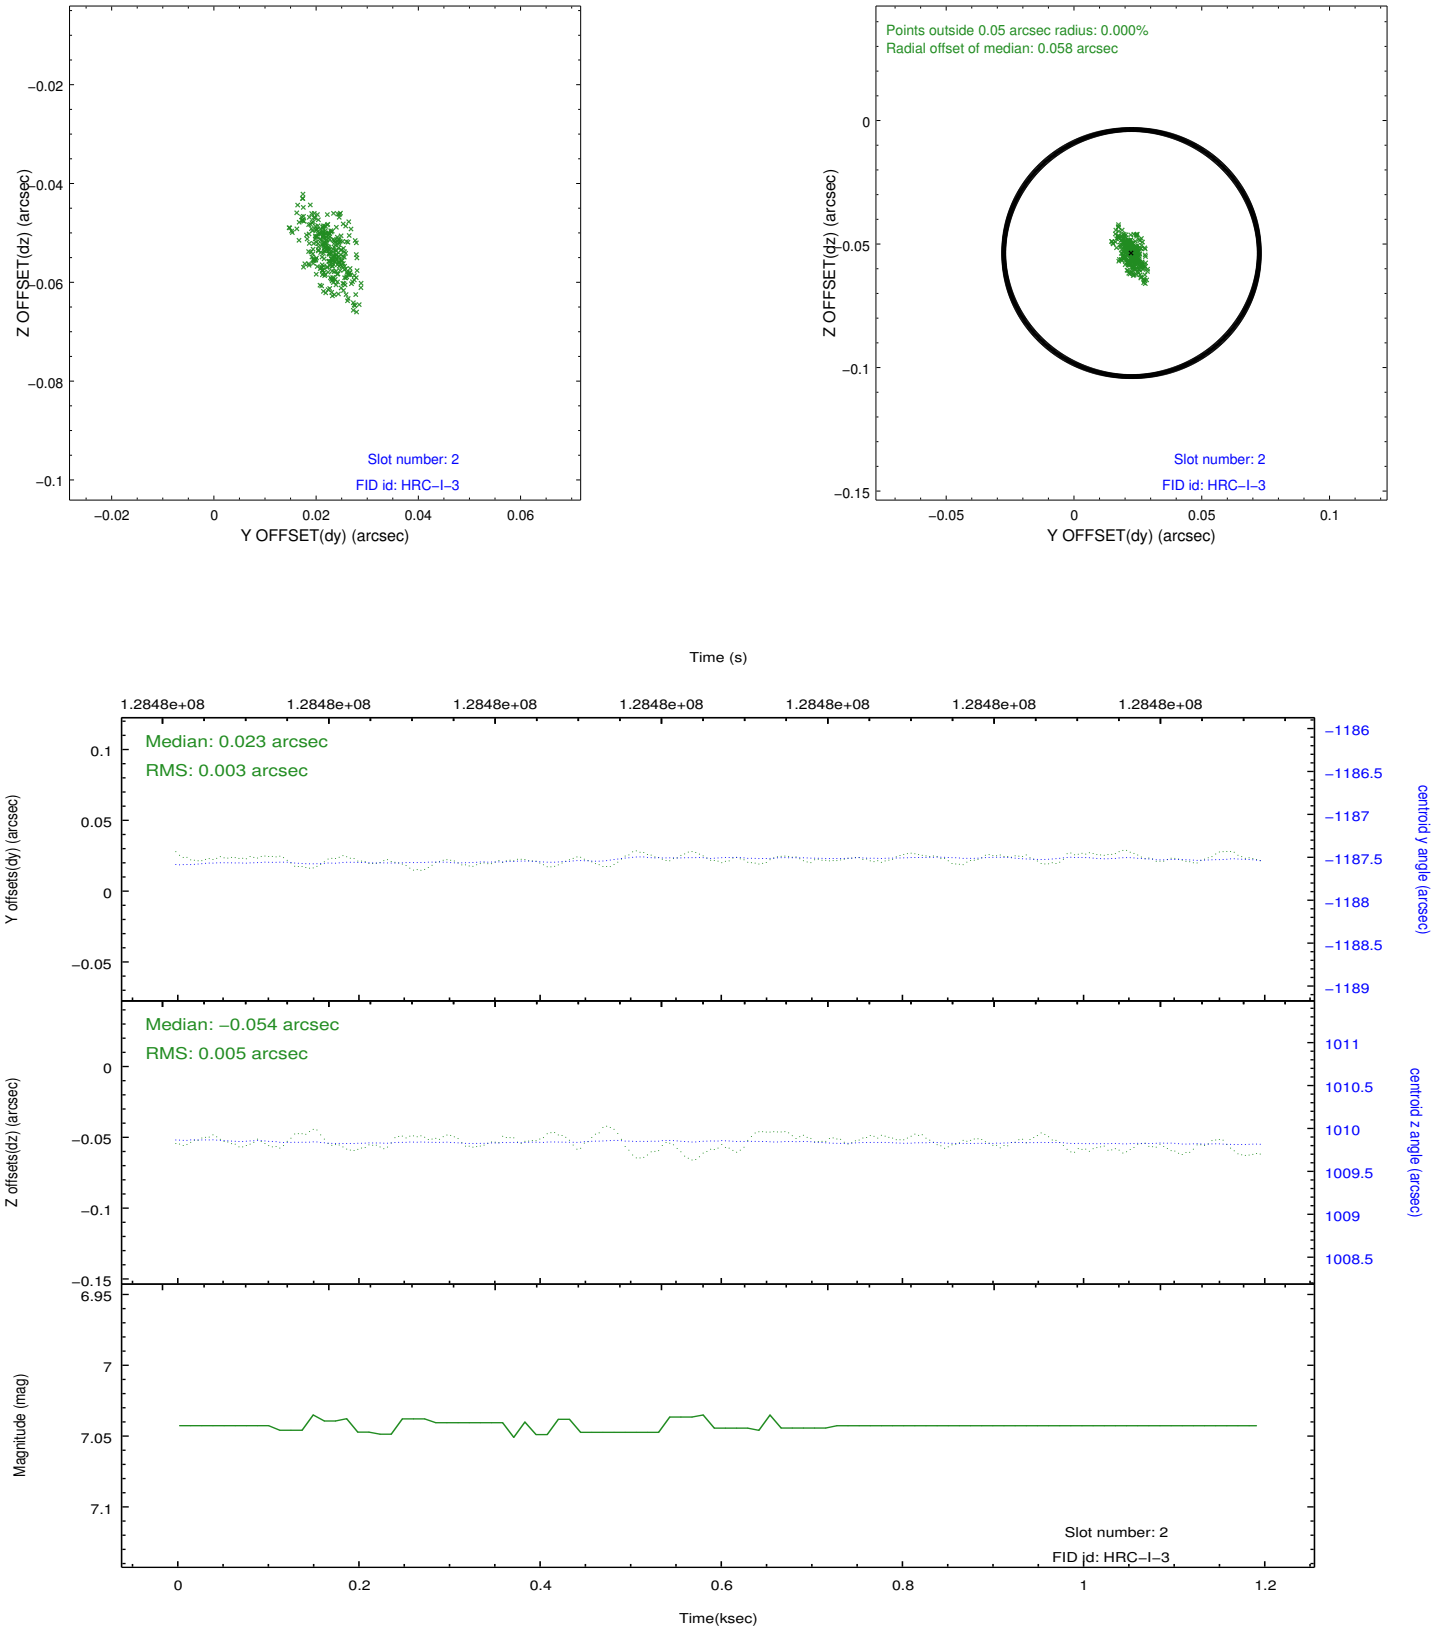 −0.02
−0.04
−0.06
−0.08
−0.1
Z OFFSET(dz) (arcsec)
−0.02 0 0.02 0.04 0.06
Y OFFSET(dy) (arcsec)
Slot number: 2
FID id: HRC−I−3
Points outside 0.05 arcsec radius: 0.000%
Radial offset of median: 0.058 arcsec
0
−0.05
−0.1
−0.15
Z OFFSET(dz) (arcsec)
−0.05 0 0.05 0.1
Y OFFSET(dy) (arcsec)
Slot number: 2
FID id: HRC−I−3
Time (s)
1.2848e+08 1.2848e+08 1.2848e+08 1.2848e+08 1.2848e+08 1.2848e+08 1.2848e+08
Median: 0.023 arcsec
RMS: 0.003 arcsec
0.1
0.05
0
−0.05
Y offsets(dy) (arcsec)
−1186
−1186.5
−1187
−1187.5
−1188
−1188.5
−1189
centroid y angle (arcsec)
Median: −0.054 arcsec
RMS: 0.005 arcsec
0
−0.05
−0.1
−0.15
Z offsets(dz) (arcsec)
1011
1010.5
1010
1009.5
1009
1008.5
centroid z angle (arcsec)
6.95
7
7.05
7.1
Magnitude (mag)
Slot number: 2
FID id: HRC−I−3
0 0.2 0.4 0.6 0.8 1 1.2
Time(ksec)